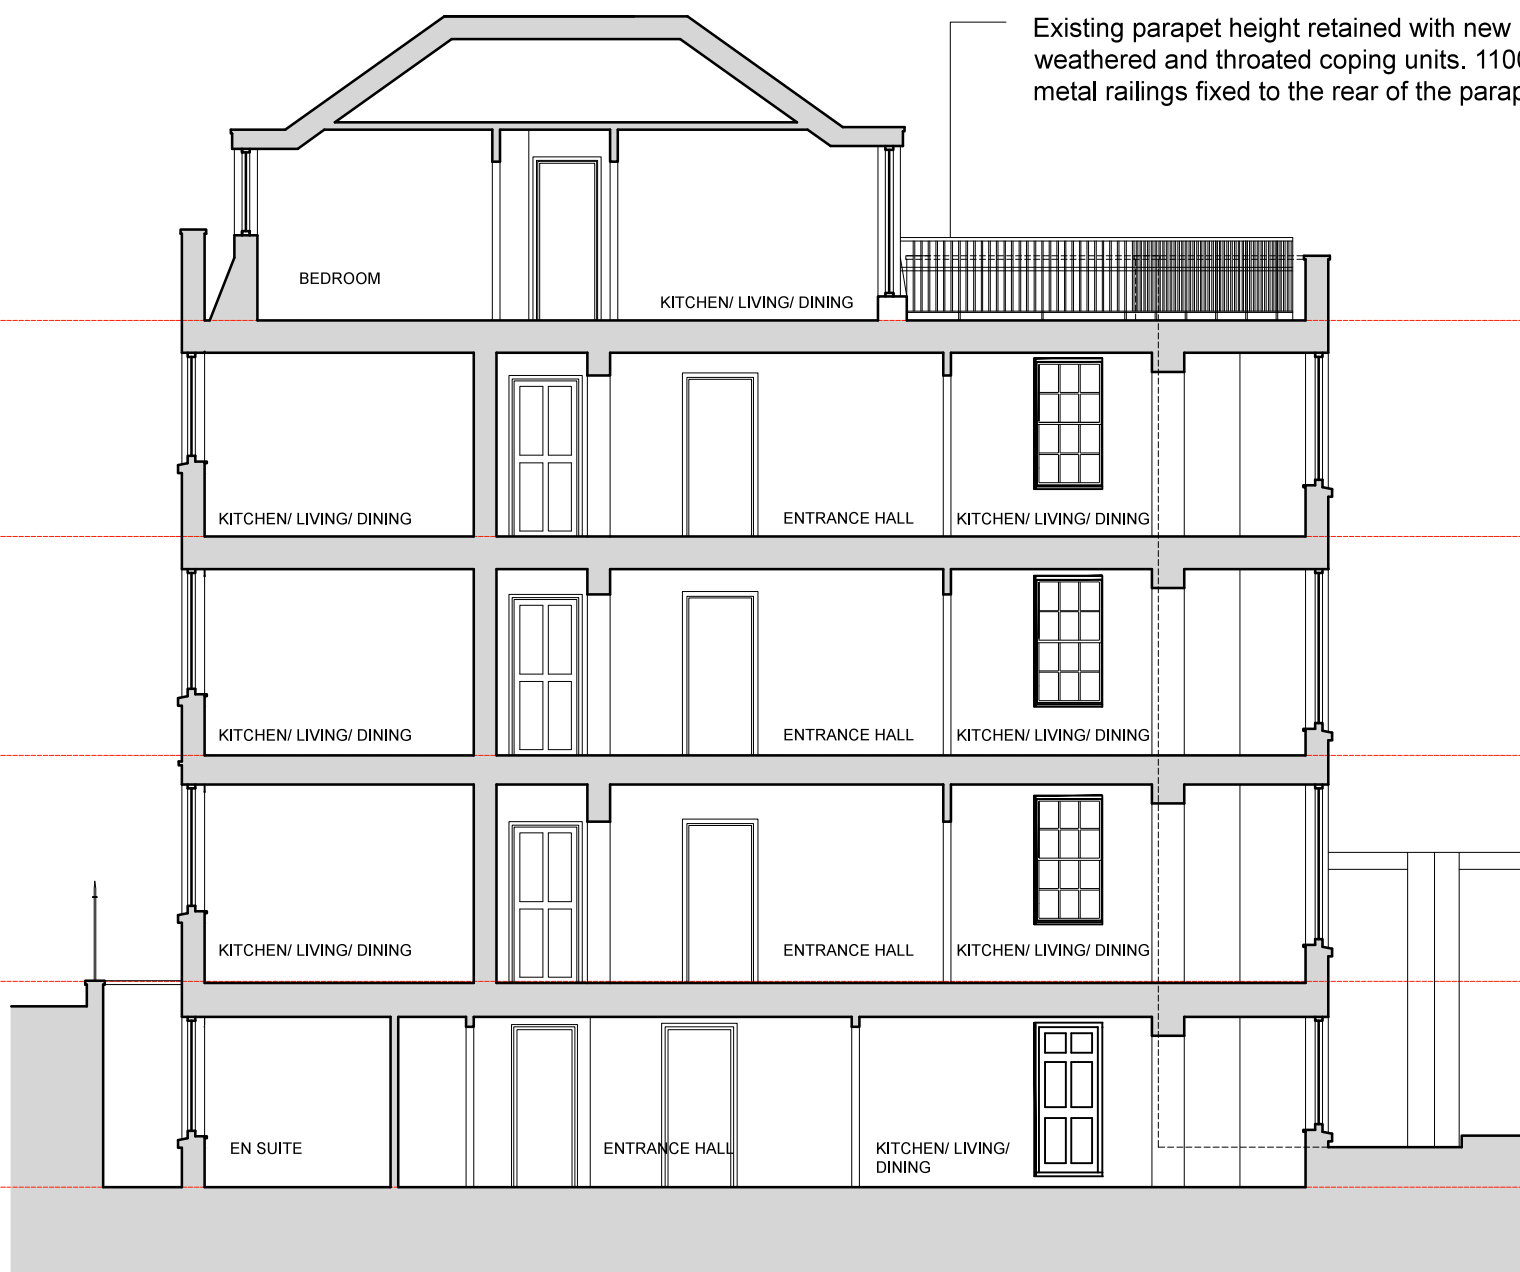 Existing parapet height retained with new
weathered and throated coping units. 1100
metal railings fixed to the rear of the parap
BEDROOM
KITCHEN/ LIVING/ DINING
KITCHEN/ LIVING/ DINING
ENTRANCE HALL
KITCHEN/ LIVING/ DINING
KITCHEN/ LIVING/ DINING
ENTRANCE HALL
KITCHEN/ LIVING/ DINING
KITCHEN/ LIVING/ DINING
ENTRANCE HALL
KITCHEN/ LIVING/ DINING
EN SUITE
ENTRANCE HALL
KITCHEN/ LIVING/
DINING